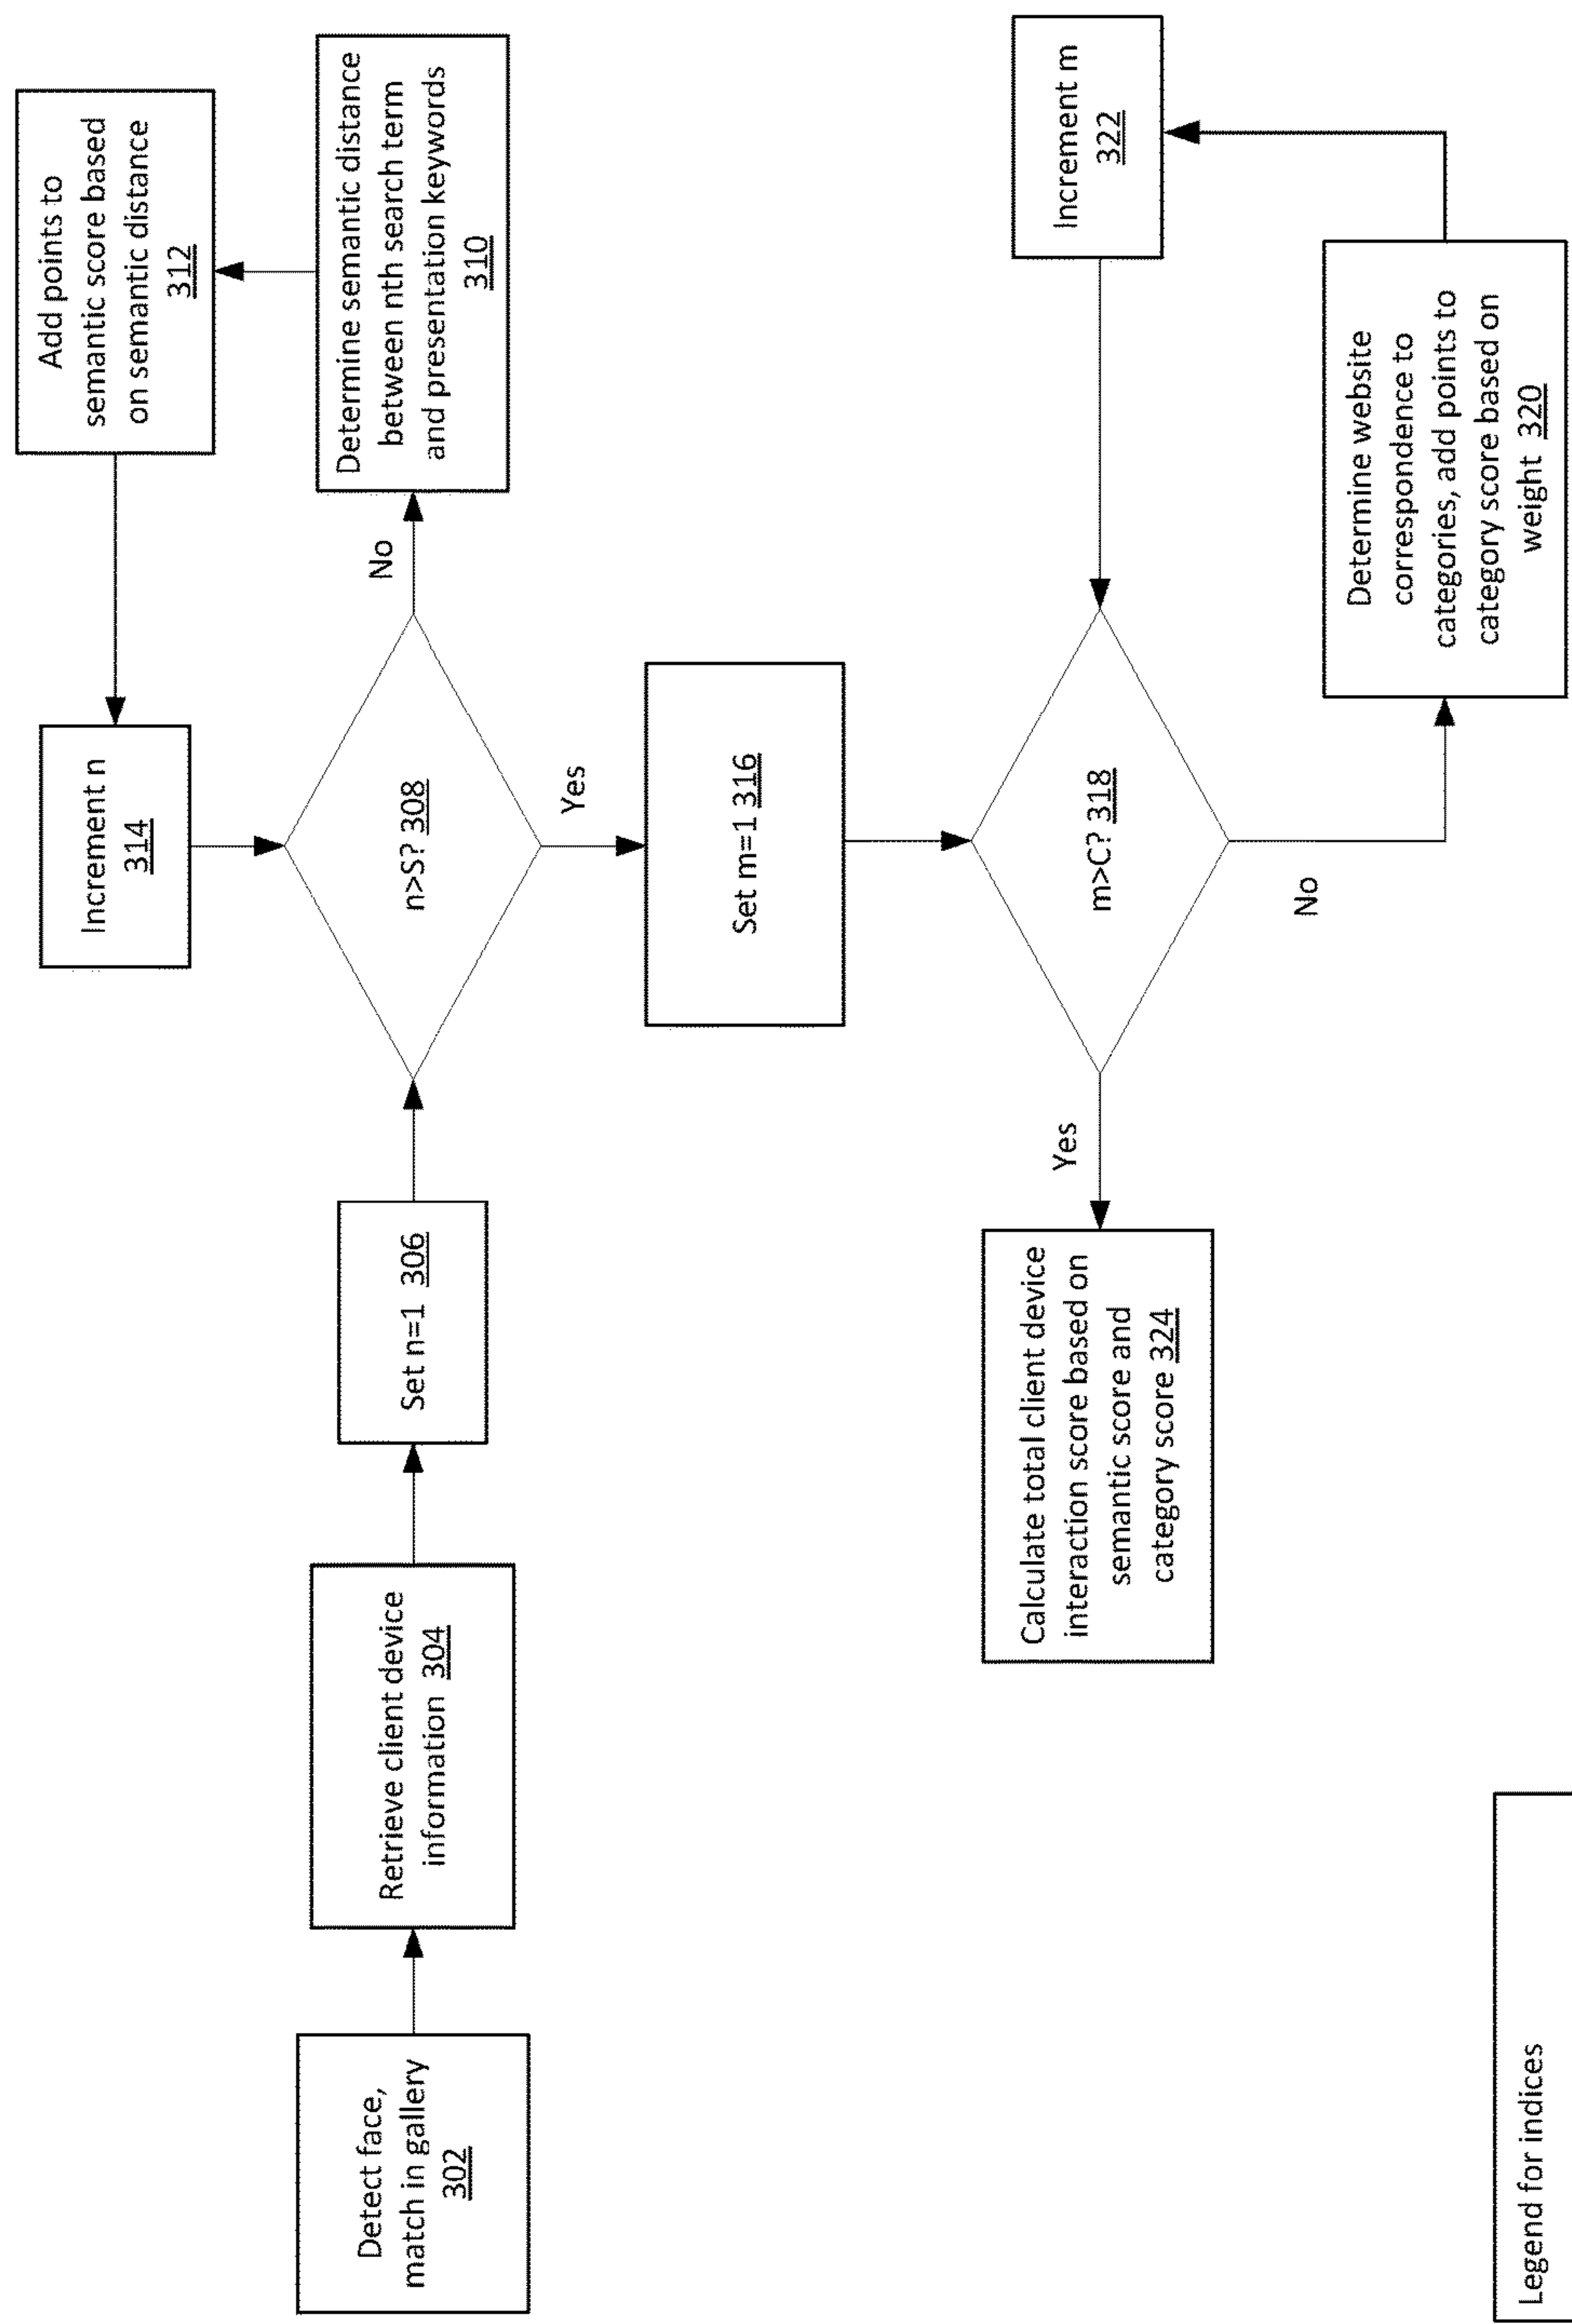 Detect face,
match in gallery
302
Retrieve client device
information 304
Set n=1 306
n>S? 308
No
Yes
Determine semantic distance
between nth search term
and presentation keywords
310
Add points to
semantic score based
on semantic distance
312
Increment n
314
Set m=1 316
m>C? 318
No
Yes
Determine website
correspondence to
categories, add points to
category score based on
weight 320
Increment m
322
Calculate total client device
interaction score based on
semantic score and
category score 324
Legend for indices